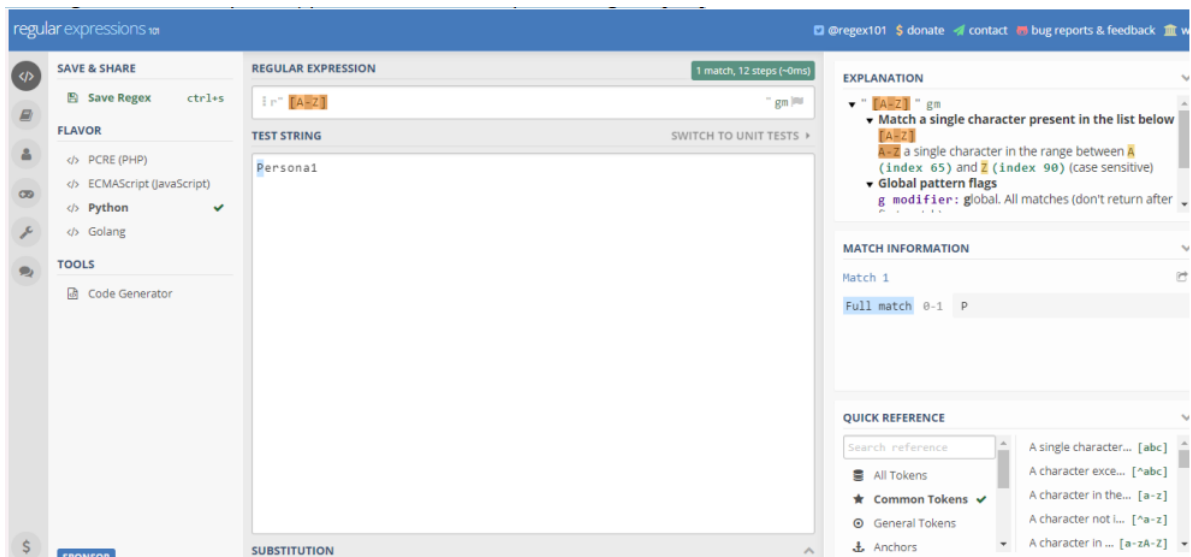 regular expressions 101
@regex101 $ donate contact bug reports & feedback
SAVE & SHARE
Save Regex ctrl+s
FLAVOR
</> PCRE (PHP)
</> ECMAScript (JavaScript)
</> Python
</> Golang
TOOLS
Code Generator
SPONSOR
REGULAR EXPRESSION
1 match, 12 steps (~0ms)
r" [A-Z] " gm
TEST STRING
SWITCH TO UNIT TESTS
Persona1
SUBSTITUTION
EXPLANATION
" [A-Z] " gm
Match a single character present in the list below
[A-Z]
A-Z a single character in the range between A
(index 65) and Z (index 90) (case sensitive)
Global pattern flags
g modifier: global. All matches (don't return after
MATCH INFORMATION
Match 1
Full match 0-1 P
QUICK REFERENCE
Search reference
All Tokens
Common Tokens
General Tokens
Anchors
A single character... [abc]
A character exce... [^abc]
A character in the... [a-z]
A character not i... [^a-z]
A character in ... [a-zA-Z]